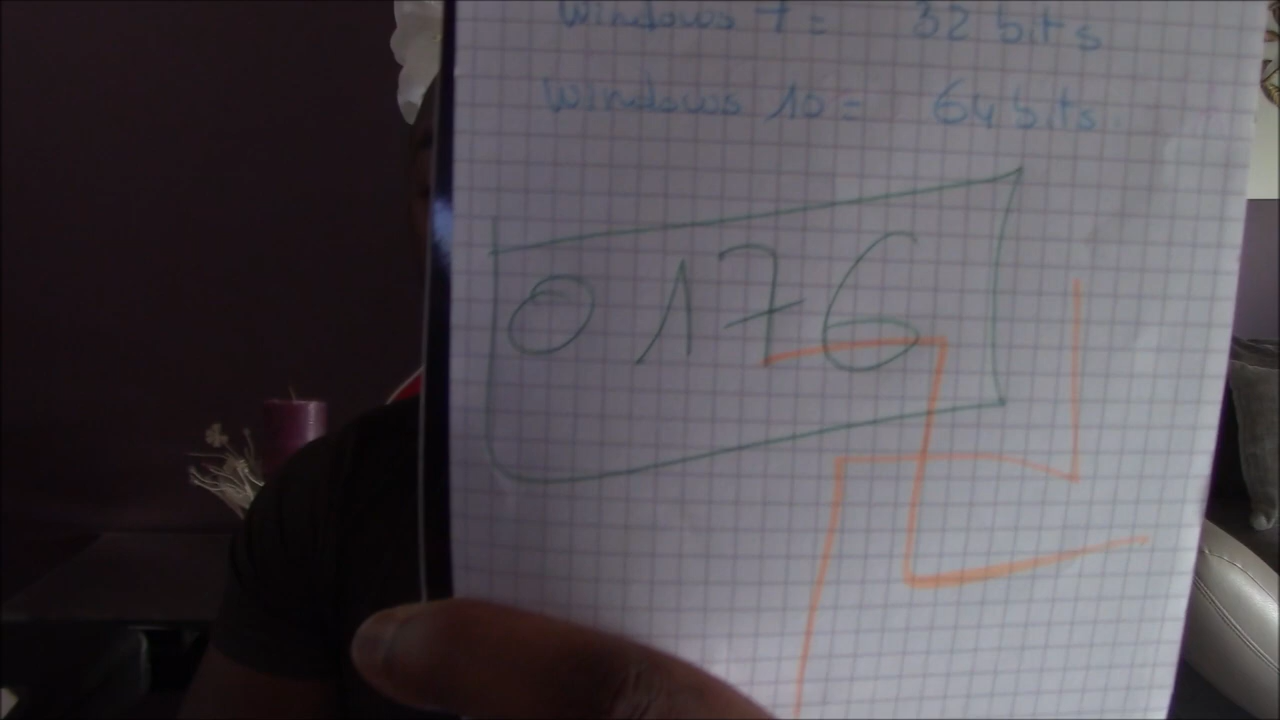 Windows 7 = 32 bits
Windows 10 = 64 bits.
0176